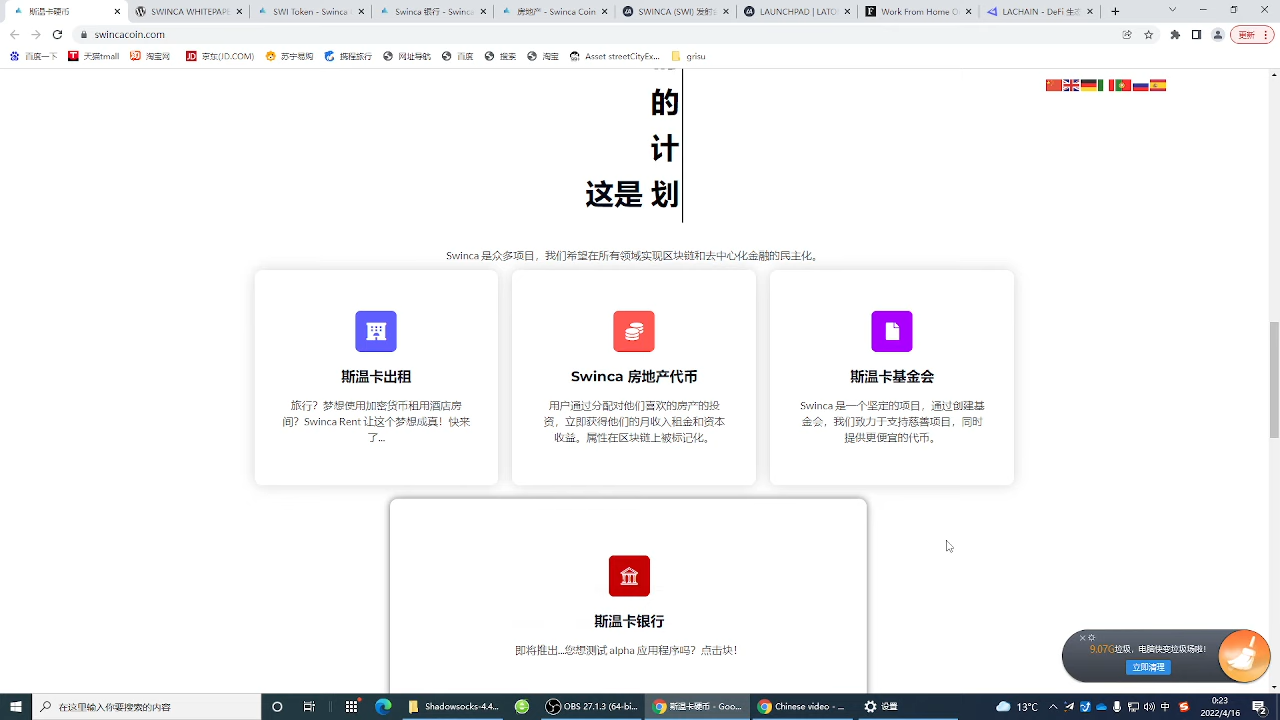 斯温卡硬币
SWINCA WHITEPAPE
SWI Token - Swinca
Swinca 银行 - Swinca
房地产 - Swinca Coin
SWINCA (SWI) 发射
LAUNCHPAD | LATO
Work From Home O
LACHAIN - DeFi 生态
swincacoin.com
更新
百度一下
天猫tmall
淘宝网
京东(JD.COM)
苏宁易购
携程旅行
网址导航
百度
搜索
淘宝
Asset streetCityEx...
grisu
的
计
这是 划
Swinca 是众多项目，我们希望在所有领域实现区块链和去中心化金融的民主化。
斯温卡出租
旅行？梦想使用加密货币租用酒店房
间？Swinca Rent 让这个梦想成真！快来
了...
Swinca 房地产代币
用户通过分配对他们喜欢的房产的投
资，立即获得他们的月收入租金和资本
收益。属性在区块链上被标记化。
斯温卡基金会
Swinca 是一个坚定的项目，通过创建基
金会，我们致力于支持慈善项目，同时
提供更便宜的代币。
斯温卡银行
即将推出...您想测试 alpha 应用程序吗？点击块！
9.07G垃圾，电脑快变垃圾场啦！
立即清理
在这里输入你要搜索的内容
Shadowsocks-4.4...
OBS 27.1.3 (64-bi...
斯温卡硬币 - Goo...
Chinese video - ...
设置
13°C
中
0:23
2022/4/16